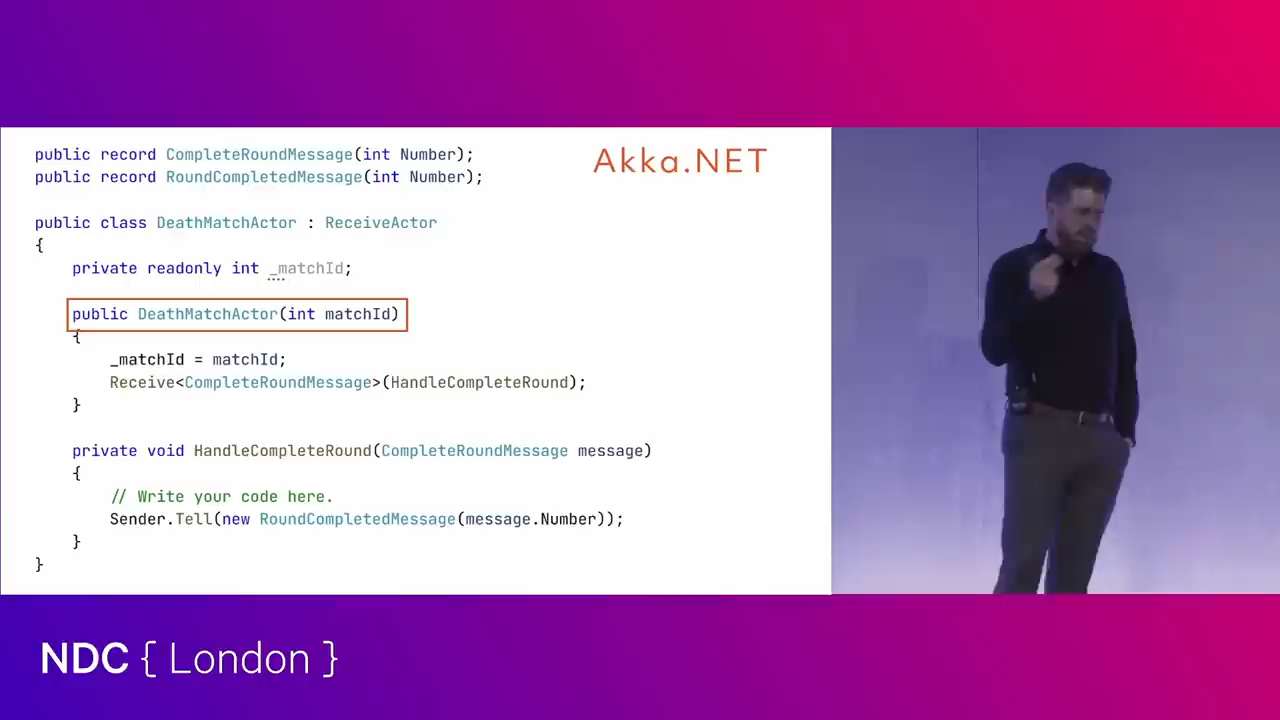 public record CompleteRoundMessage(int Number);
public record RoundCompletedMessage(int Number);
Akka.NET
public class DeathMatchActor : ReceiveActor
{
private readonly int _matchId;
public DeathMatchActor(int matchId)
{
_matchId = matchId;
Receive<CompleteRoundMessage>(HandleCompleteRound);
}
private void HandleCompleteRound(CompleteRoundMessage message)
{
// Write your code here.
Sender.Tell(new RoundCompletedMessage(message.Number));
}
}
NDC { London }